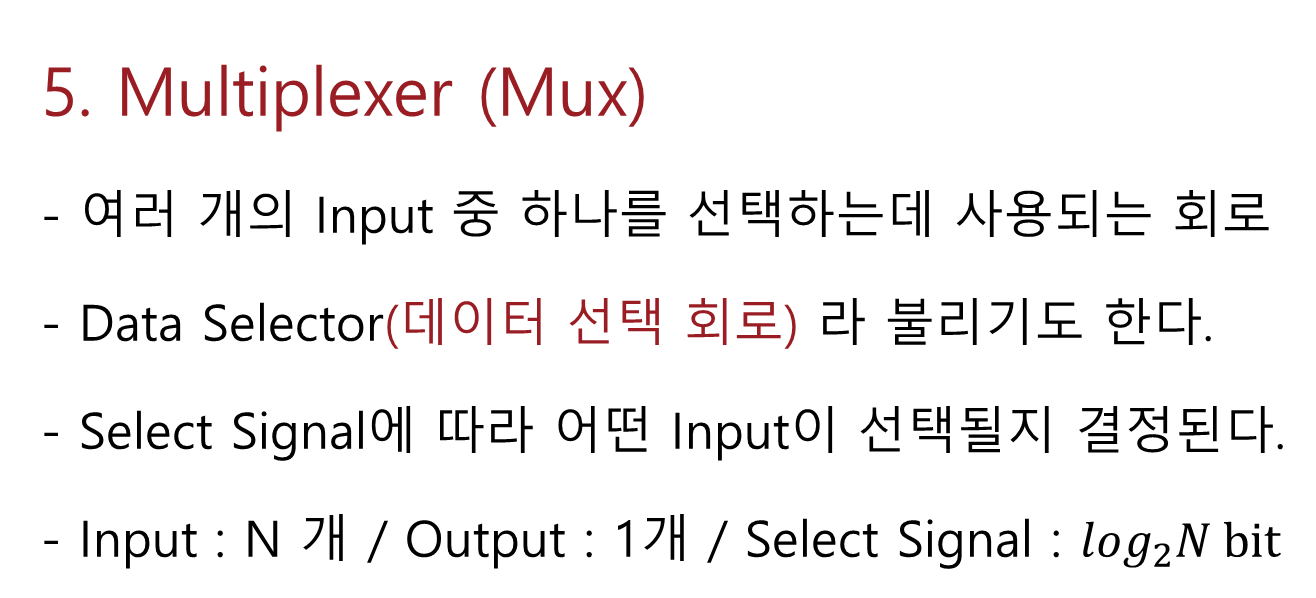 5. Multiplexer (Mux)
- 여러 개의 Input 중 하나를 선택하는데 사용되는 회로
- Data Selector(데이터 선택 회로) 라 불리기도 한다.
- Select Signal에 따라 어떤 Input이 선택될지 결정된다.
- Input : N 개 / Output : 1개 / Select Signal : log₂N bit